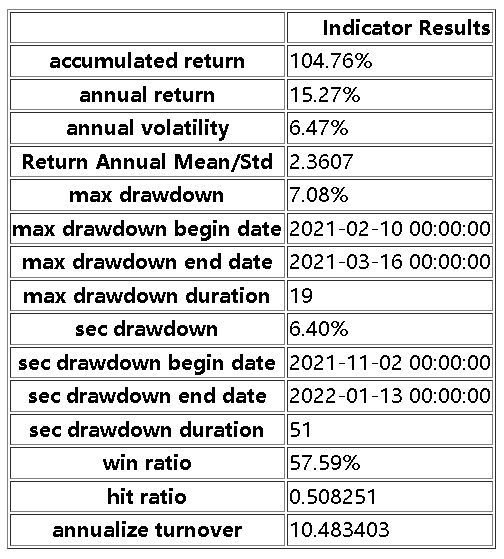 Indicator Results
accumulated return 104.76%
annual return 15.27%
annual volatility 6.47%
Return Annual Mean/Std 2.3607
max drawdown 7.08%
max drawdown begin date 2021-02-10 00:00:00
max drawdown end date 2021-03-16 00:00:00
max drawdown duration 19
sec drawdown 6.40%
sec drawdown begin date 2021-11-02 00:00:00
sec drawdown end date 2022-01-13 00:00:00
sec drawdown duration 51
win ratio 57.59%
hit ratio 0.508251
annualize turnover 10.483403